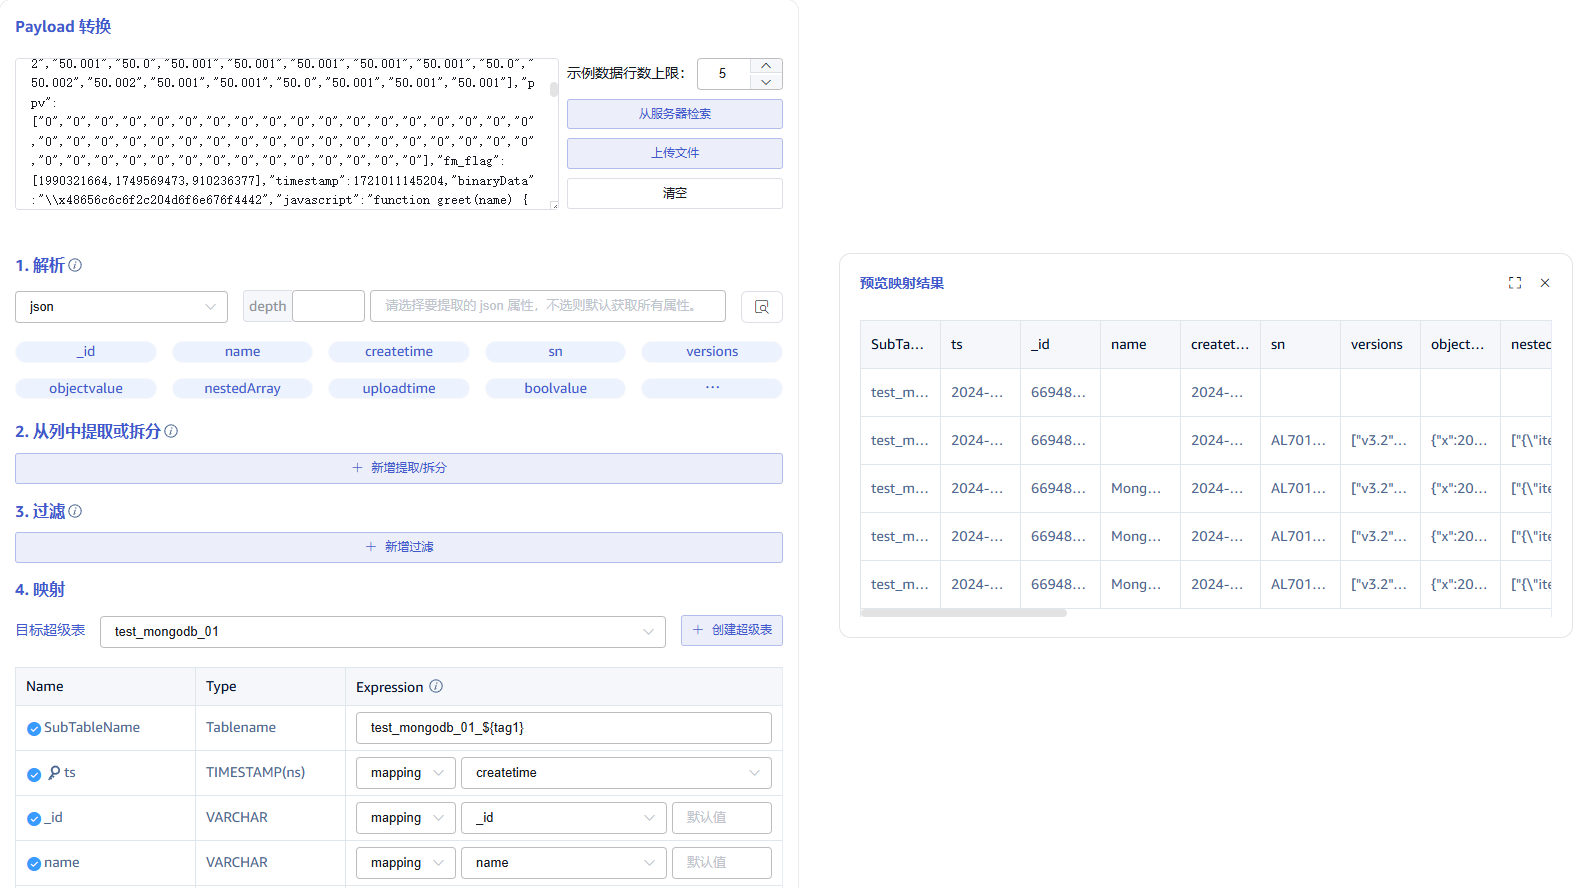 Payload 转换
2","50.001","50.0","50.001","50.001","50.001","50.001","50.0","
50.002","50.002","50.001","50.001","50.0","50.001","50.001","50.001"],"p
pv":
["0","0","0","0","0","0","0","0","0","0","0","0","0","0","0","0","0","0"
,"0","0","0","0","0","0","0","0","0","0","0","0","0","0","0","0","0","0"
,"0","0","0","0","0","0","0","0","0","0","0","0","0","0"],"fm_flag":
[1990321664,1749569473,910236377],"timestamp":1721011145204,"binaryData"
:"\\x48656c6c6f2c204d6f6e676f4442","javascript":"function greet(name) {
示例数据行数上限： 5
从服务器检索
上传文件
清空
1. 解析
json depth 请选择要提取的 json 属性，不选则默认获取所有属性。
_id name createtime sn versions
objectvalue nestedArray uploadtime boolvalue ...
2. 从列中提取或拆分
+ 新增提取/拆分
3. 过滤
+ 新增过滤
4. 映射
目标超级表 test_mongodb_01 + 创建超级表
Name Type Expression
SubTableName Tablename test_mongodb_01_${tag1}
ts TIMESTAMP(ns) mapping createtime
_id VARCHAR mapping _id 默认值
name VARCHAR mapping name 默认值
预览映射结果
SubTa... ts _id name createt... sn versions object... nested
test_m... 2024-... 66948... 2024-...
test_m... 2024-... 66948... 2024-... AL701... ["v3.2"... {"x":20... ["{\"ite
test_m... 2024-... 66948... Mong... 2024-... AL701... ["v3.2"... {"x":20... ["{\"ite
test_m... 2024-... 66948... Mong... 2024-... AL701... ["v3.2"... {"x":20... ["{\"ite
test_m... 2024-... 66948... Mong... 2024-... AL701... ["v3.2"... {"x":20... ["{\"ite